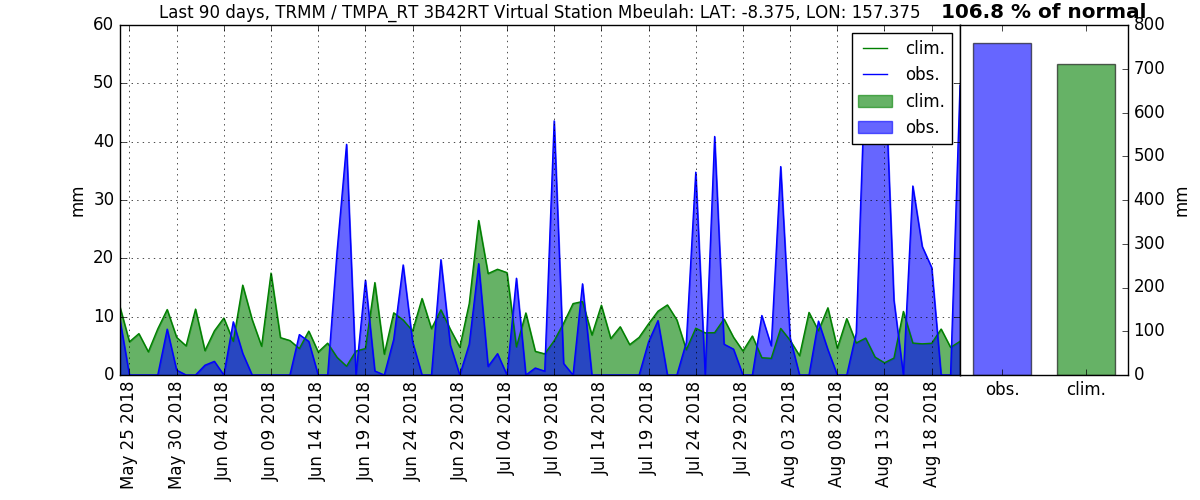 Last 90 days, TRMM / TMPA_RT 3B42RT Virtual Station Mbeulah: LAT: -8.375, LON: 157.375
106.8 % of normal
clim.
obs.
clim.
obs.
60
50
40
30
20
10
0
mm
800
700
600
500
400
300
200
100
0
mm
May 25 2018
May 30 2018
Jun 04 2018
Jun 09 2018
Jun 14 2018
Jun 19 2018
Jun 24 2018
Jun 29 2018
Jul 04 2018
Jul 09 2018
Jul 14 2018
Jul 19 2018
Jul 24 2018
Jul 29 2018
Aug 03 2018
Aug 08 2018
Aug 13 2018
Aug 18 2018
obs.
clim.